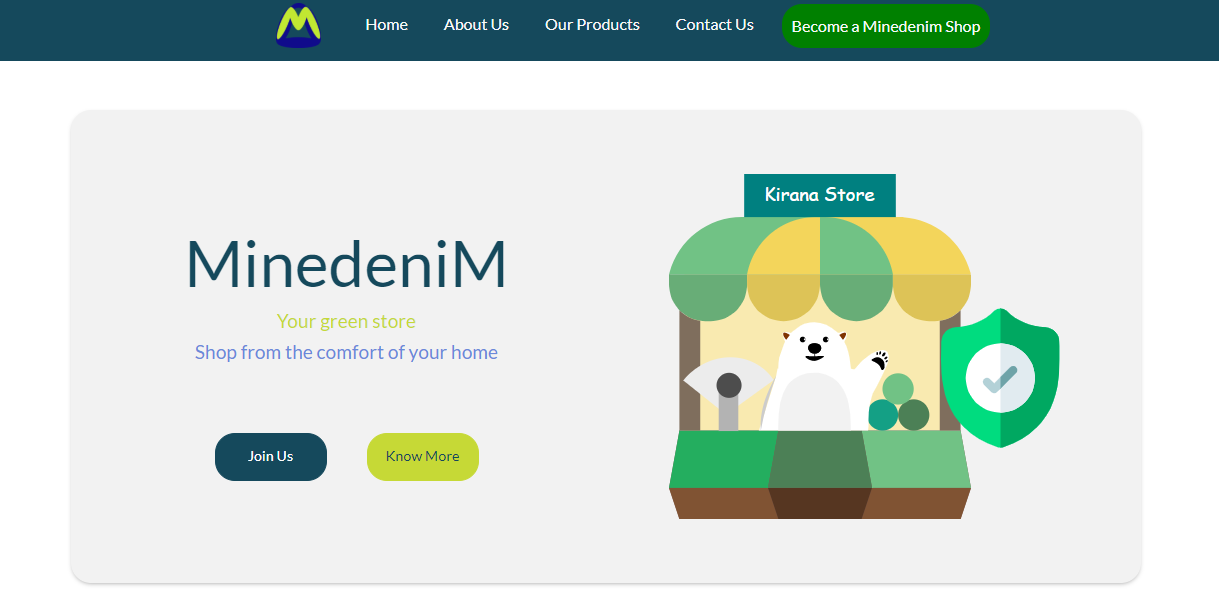 Home About Us Our Products Contact Us Become a Minedenim Shop
Kirana Store
MinedeniM
Your green store
Shop from the comfort of your home
Join Us Know More